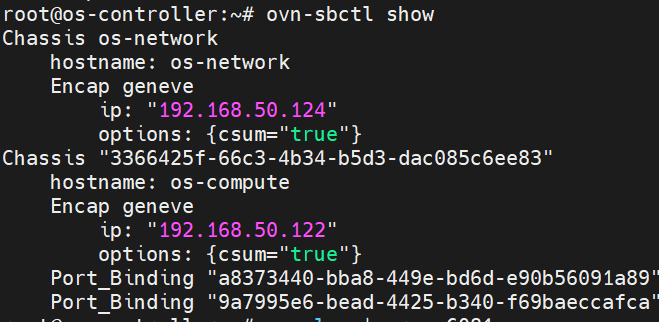 root@os-controller:~# ovn-sbctl show
Chassis os-network
    hostname: os-network
    Encap geneve
        ip: "192.168.50.124"
        options: {csum="true"}
Chassis "3366425f-66c3-4b34-b5d3-dac085c6ee83"
    hostname: os-compute
    Encap geneve
        ip: "192.168.50.122"
        options: {csum="true"}
    Port_Binding "a8373440-bba8-449e-bd6d-e90b56091a89"
    Port_Binding "9a7995e6-bead-4425-b340-f69baeccafca"